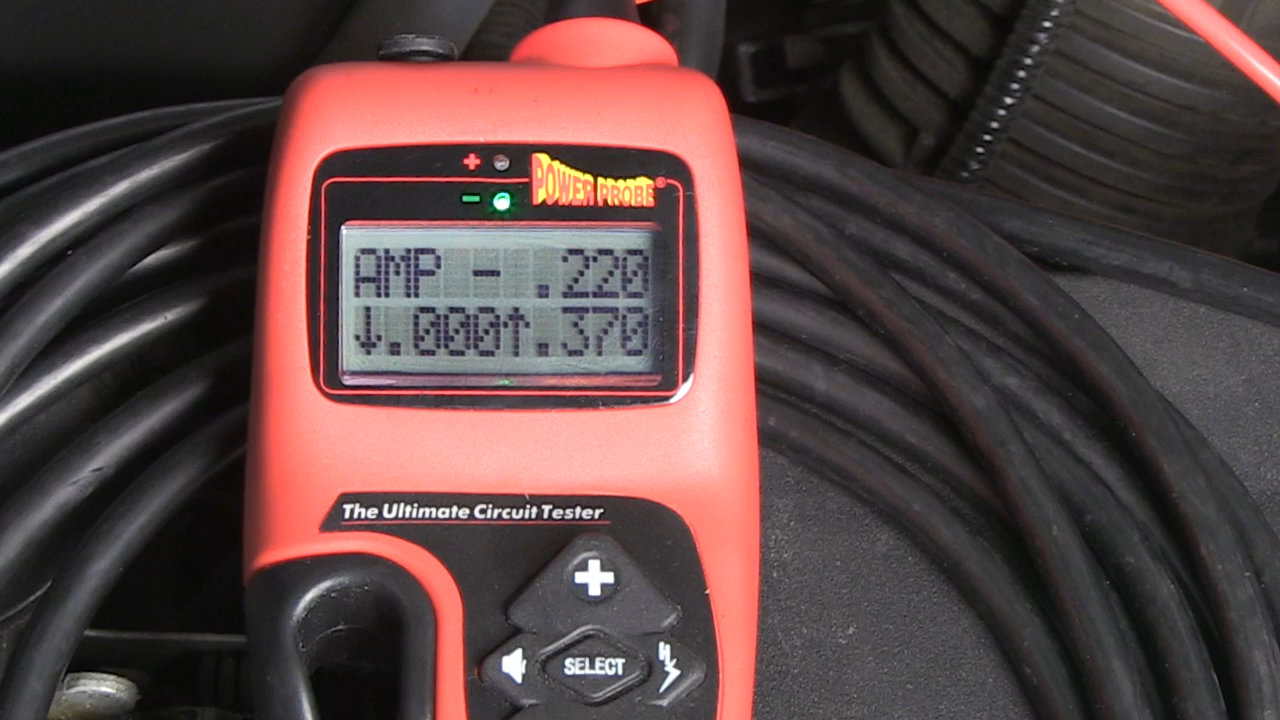 +
POWER PROBE®
-
AMP - .220
↓.000↑.370
The Ultimate Circuit Tester
+
SELECT